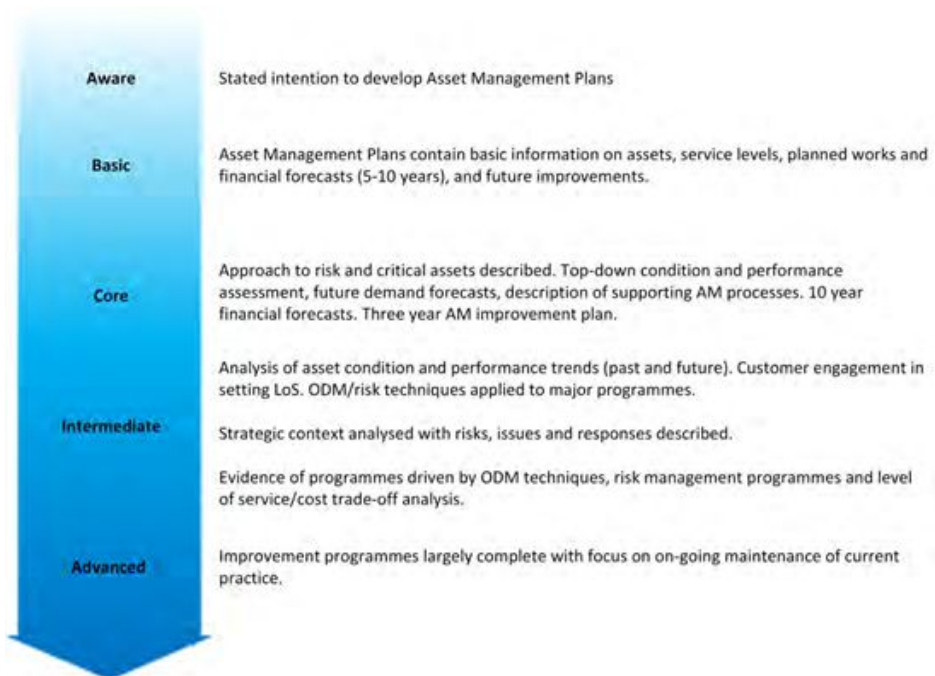 Aware
Stated intention to develop Asset Management Plans
Basic
Asset Management Plans contain basic information on assets, service levels, planned works and
financial forecasts (5-10 years), and future improvements.
Core
Approach to risk and critical assets described. Top-down condition and performance
assessment, future demand forecasts, description of supporting AM processes. 10 year
financial forecasts. Three year AM improvement plan.
Intermediate
Analysis of asset condition and performance trends (past and future). Customer engagement in
setting LoS. ODM/risk techniques applied to major programmes.
Strategic context analysed with risks, issues and responses described.
Evidence of programmes driven by ODM techniques, risk management programmes and level
of service/cost trade-off analysis.
Advanced
Improvement programmes largely complete with focus on on-going maintenance of current
practice.